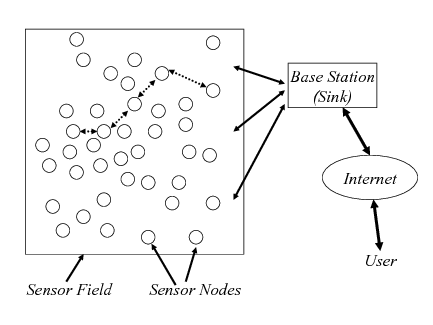 Base Station
(Sink)
Internet
User
Sensor Field
Sensor Nodes